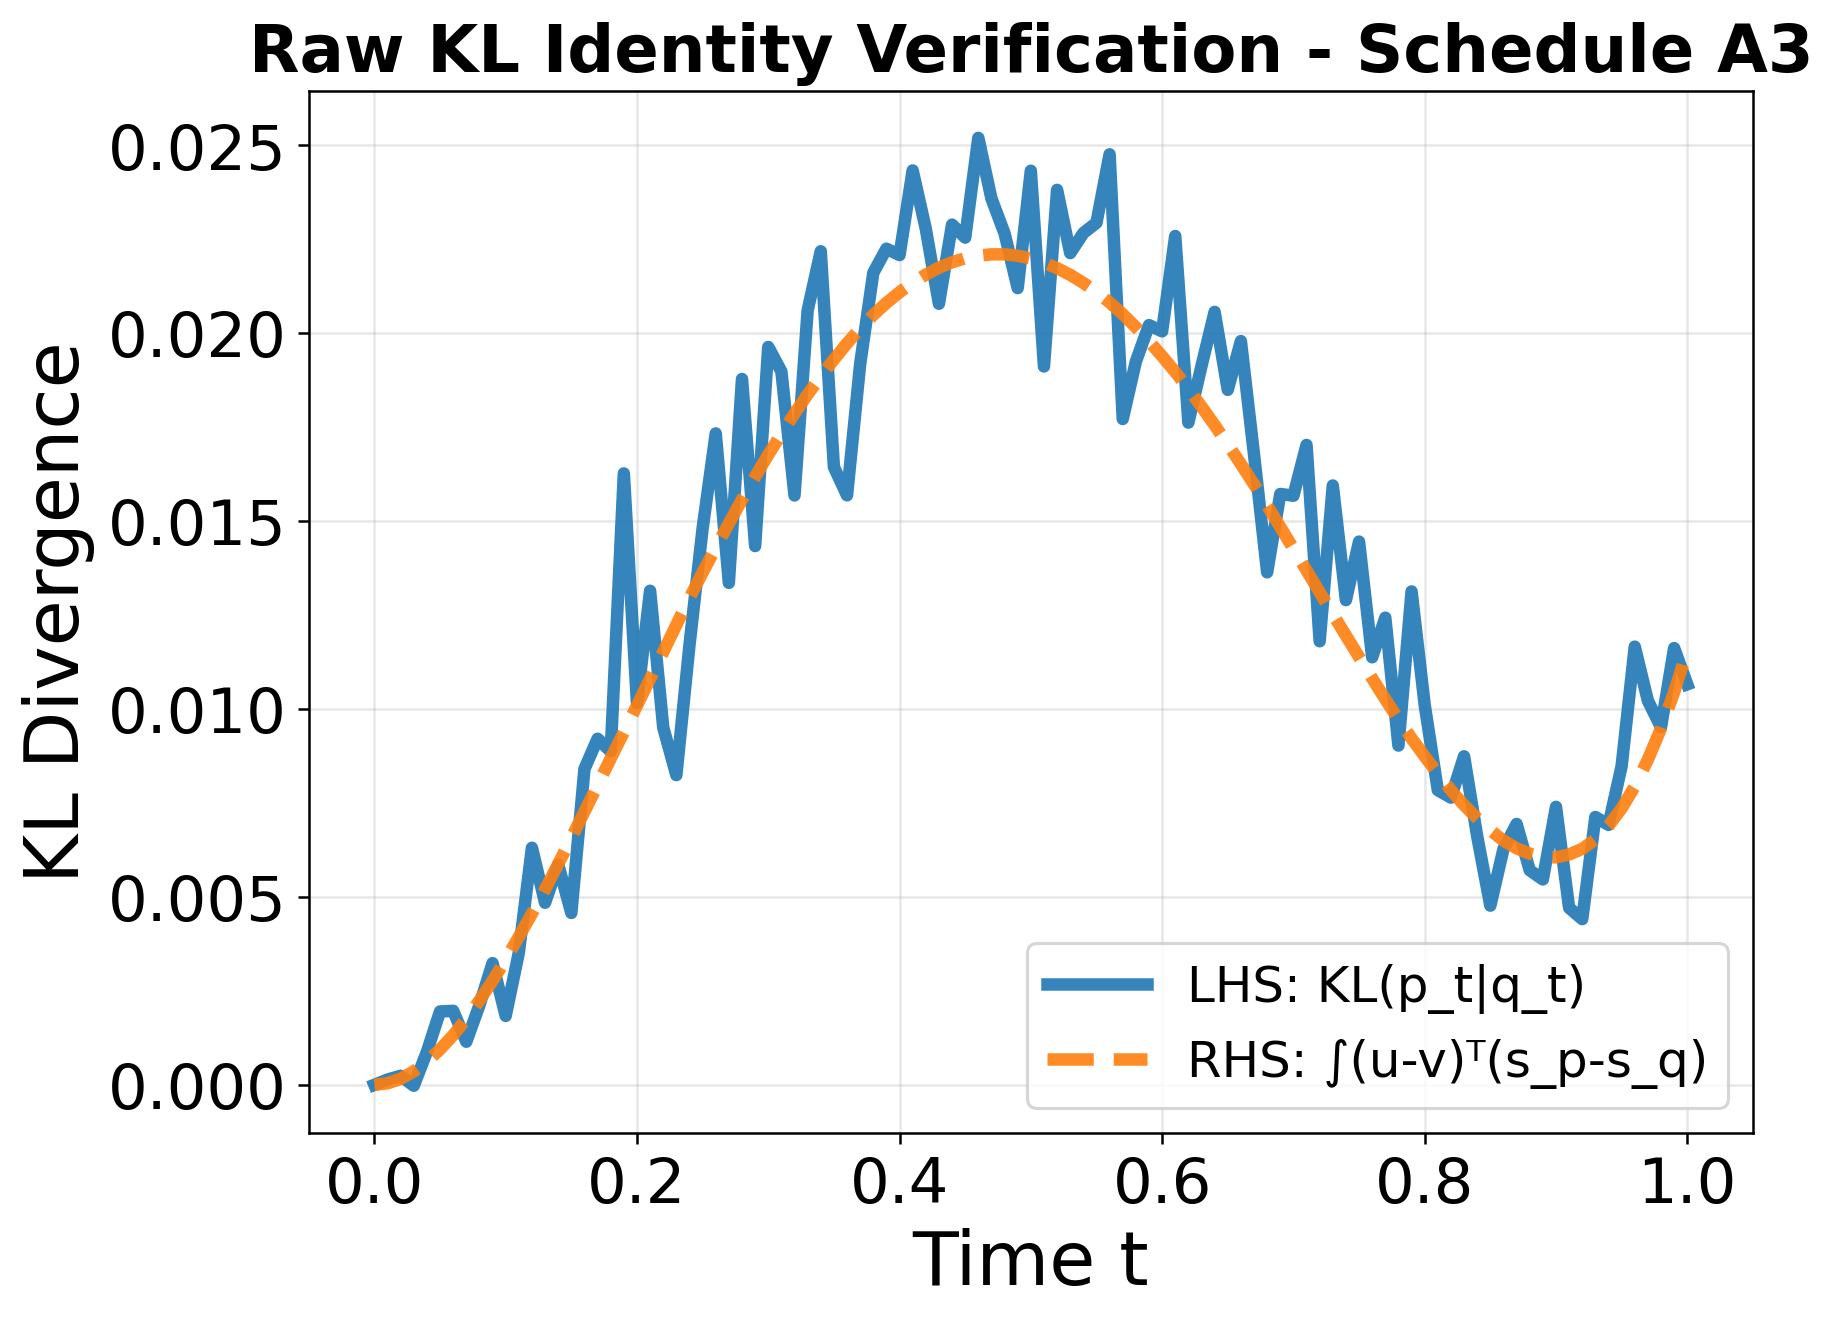 Raw KL Identity Verification - Schedule A3
KL Divergence
0.025
0.020
0.015
0.010
0.005
0.000
LHS: KL(p_t|q_t)
RHS: ∫(u-v)ᵀ(s_p-s_q)
0.0 0.2 0.4 0.6 0.8 1.0
Time t